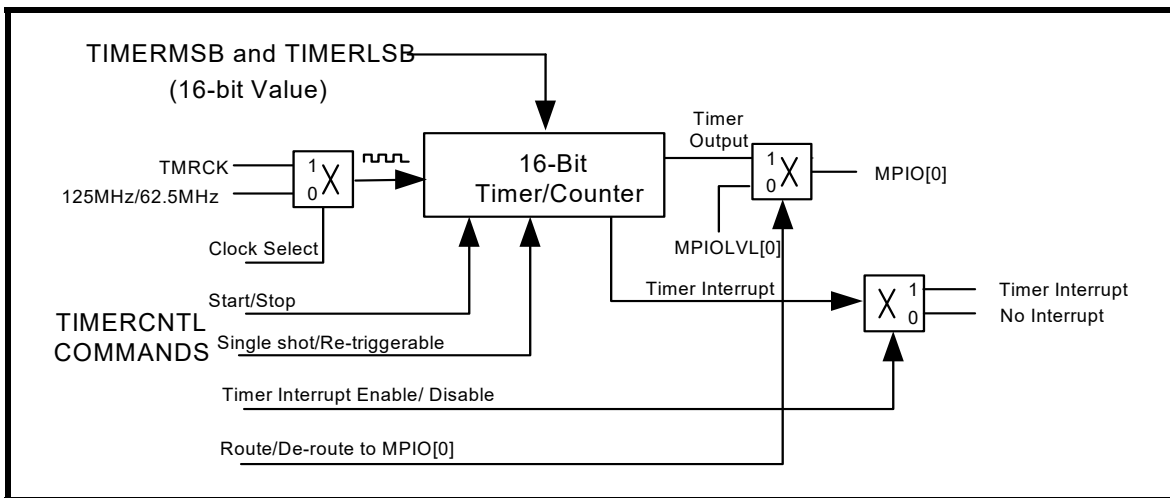 TIMERMSB and TIMERLSB
(16-bit Value)
Timer
Output
TMRCK
1
X
0
125MHz/62.5MHz
16-Bit
Timer/Counter
1
X
0
MPIO[0]
Clock Select
MPIOLVL[0]
Timer Interrupt
X
1
0
Timer Interrupt
No Interrupt
Start/Stop
TIMERCNTL
COMMANDS
Single shot/Re-triggerable
Timer Interrupt Enable/ Disable
Route/De-route to MPIO[0]